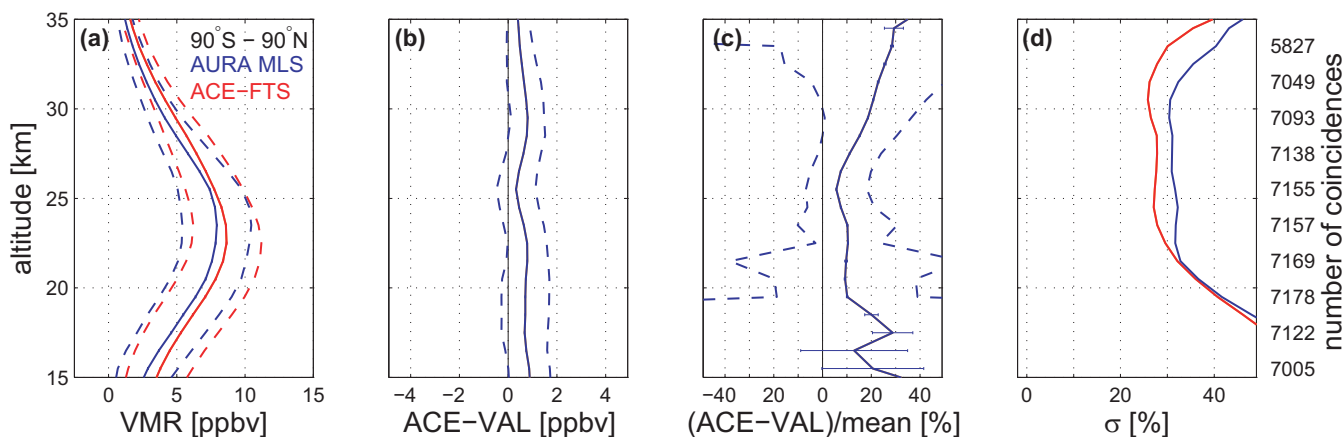 35
30
25
20
15
altitude [km]
(a)
90°S − 90°N
AURA MLS
ACE−FTS
0 5 10 15
VMR [ppbv]
(b)
−4 −2 0 2 4
ACE−VAL [ppbv]
(c)
−40 −20 0 20 40
(ACE−VAL)/mean [%]
(d)
0 20 40
σ [%]
5827
7049
7093
7138
7155
7157
7169
7178
7122
7005
number of coincidences